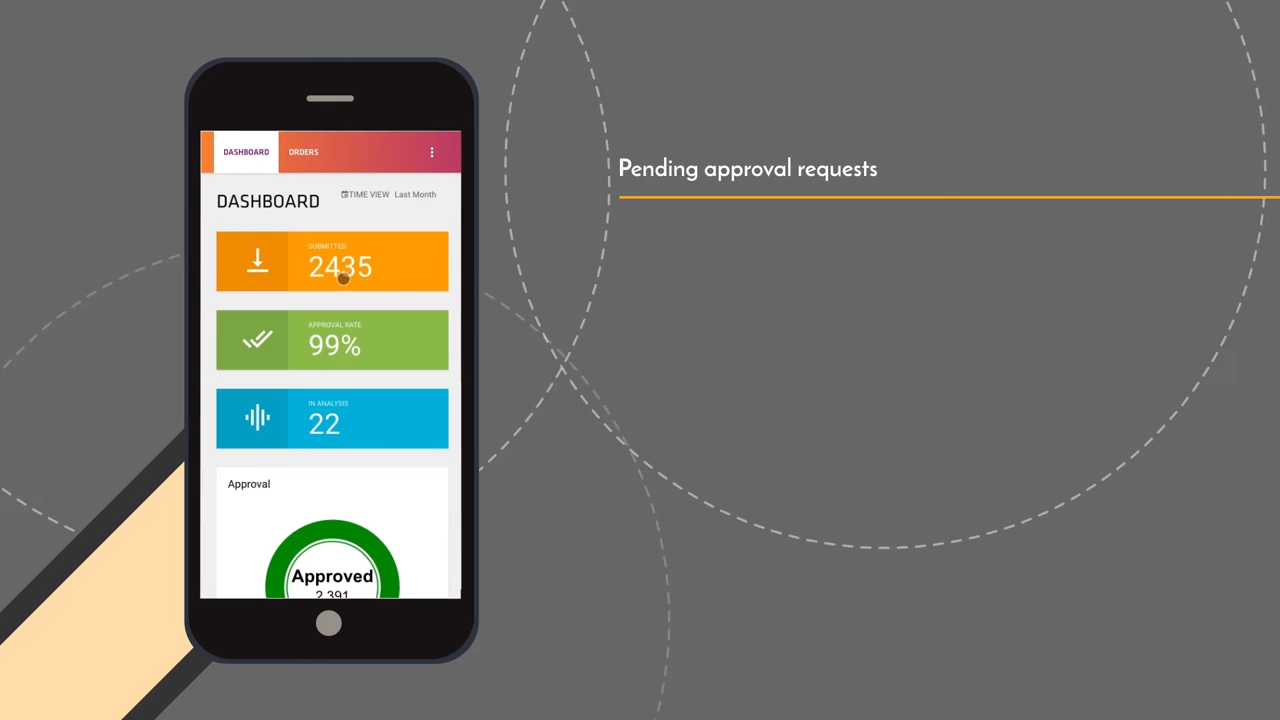 DASHBOARD ORDERS
DASHBOARD
TIME VIEW Last Month
SUBMITTED
2435
APPROVAL RATE
99%
IN ANALYSIS
22
Approval
Approved
2,391
Pending approval requests